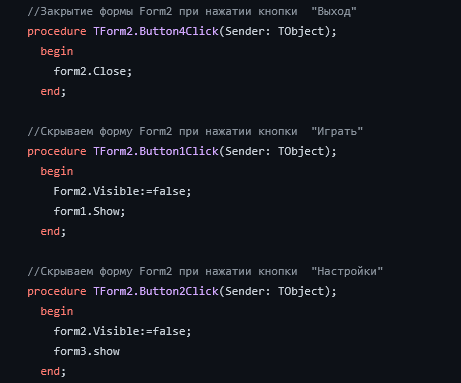 //Закрытие формы Form2 при нажатии кнопки  "Выход"
procedure TForm2.Button4Click(Sender: TObject);
  begin
    form2.Close;
  end;

//Скрываем форму Form2 при нажатии кнопки  "Играть"
procedure TForm2.Button1Click(Sender: TObject);
  begin
    Form2.Visible:=false;
    form1.Show;
  end;

//Скрываем форму Form2 при нажатии кнопки  "Настройки"
procedure TForm2.Button2Click(Sender: TObject);
  begin
    form2.Visible:=false;
    form3.show
  end;